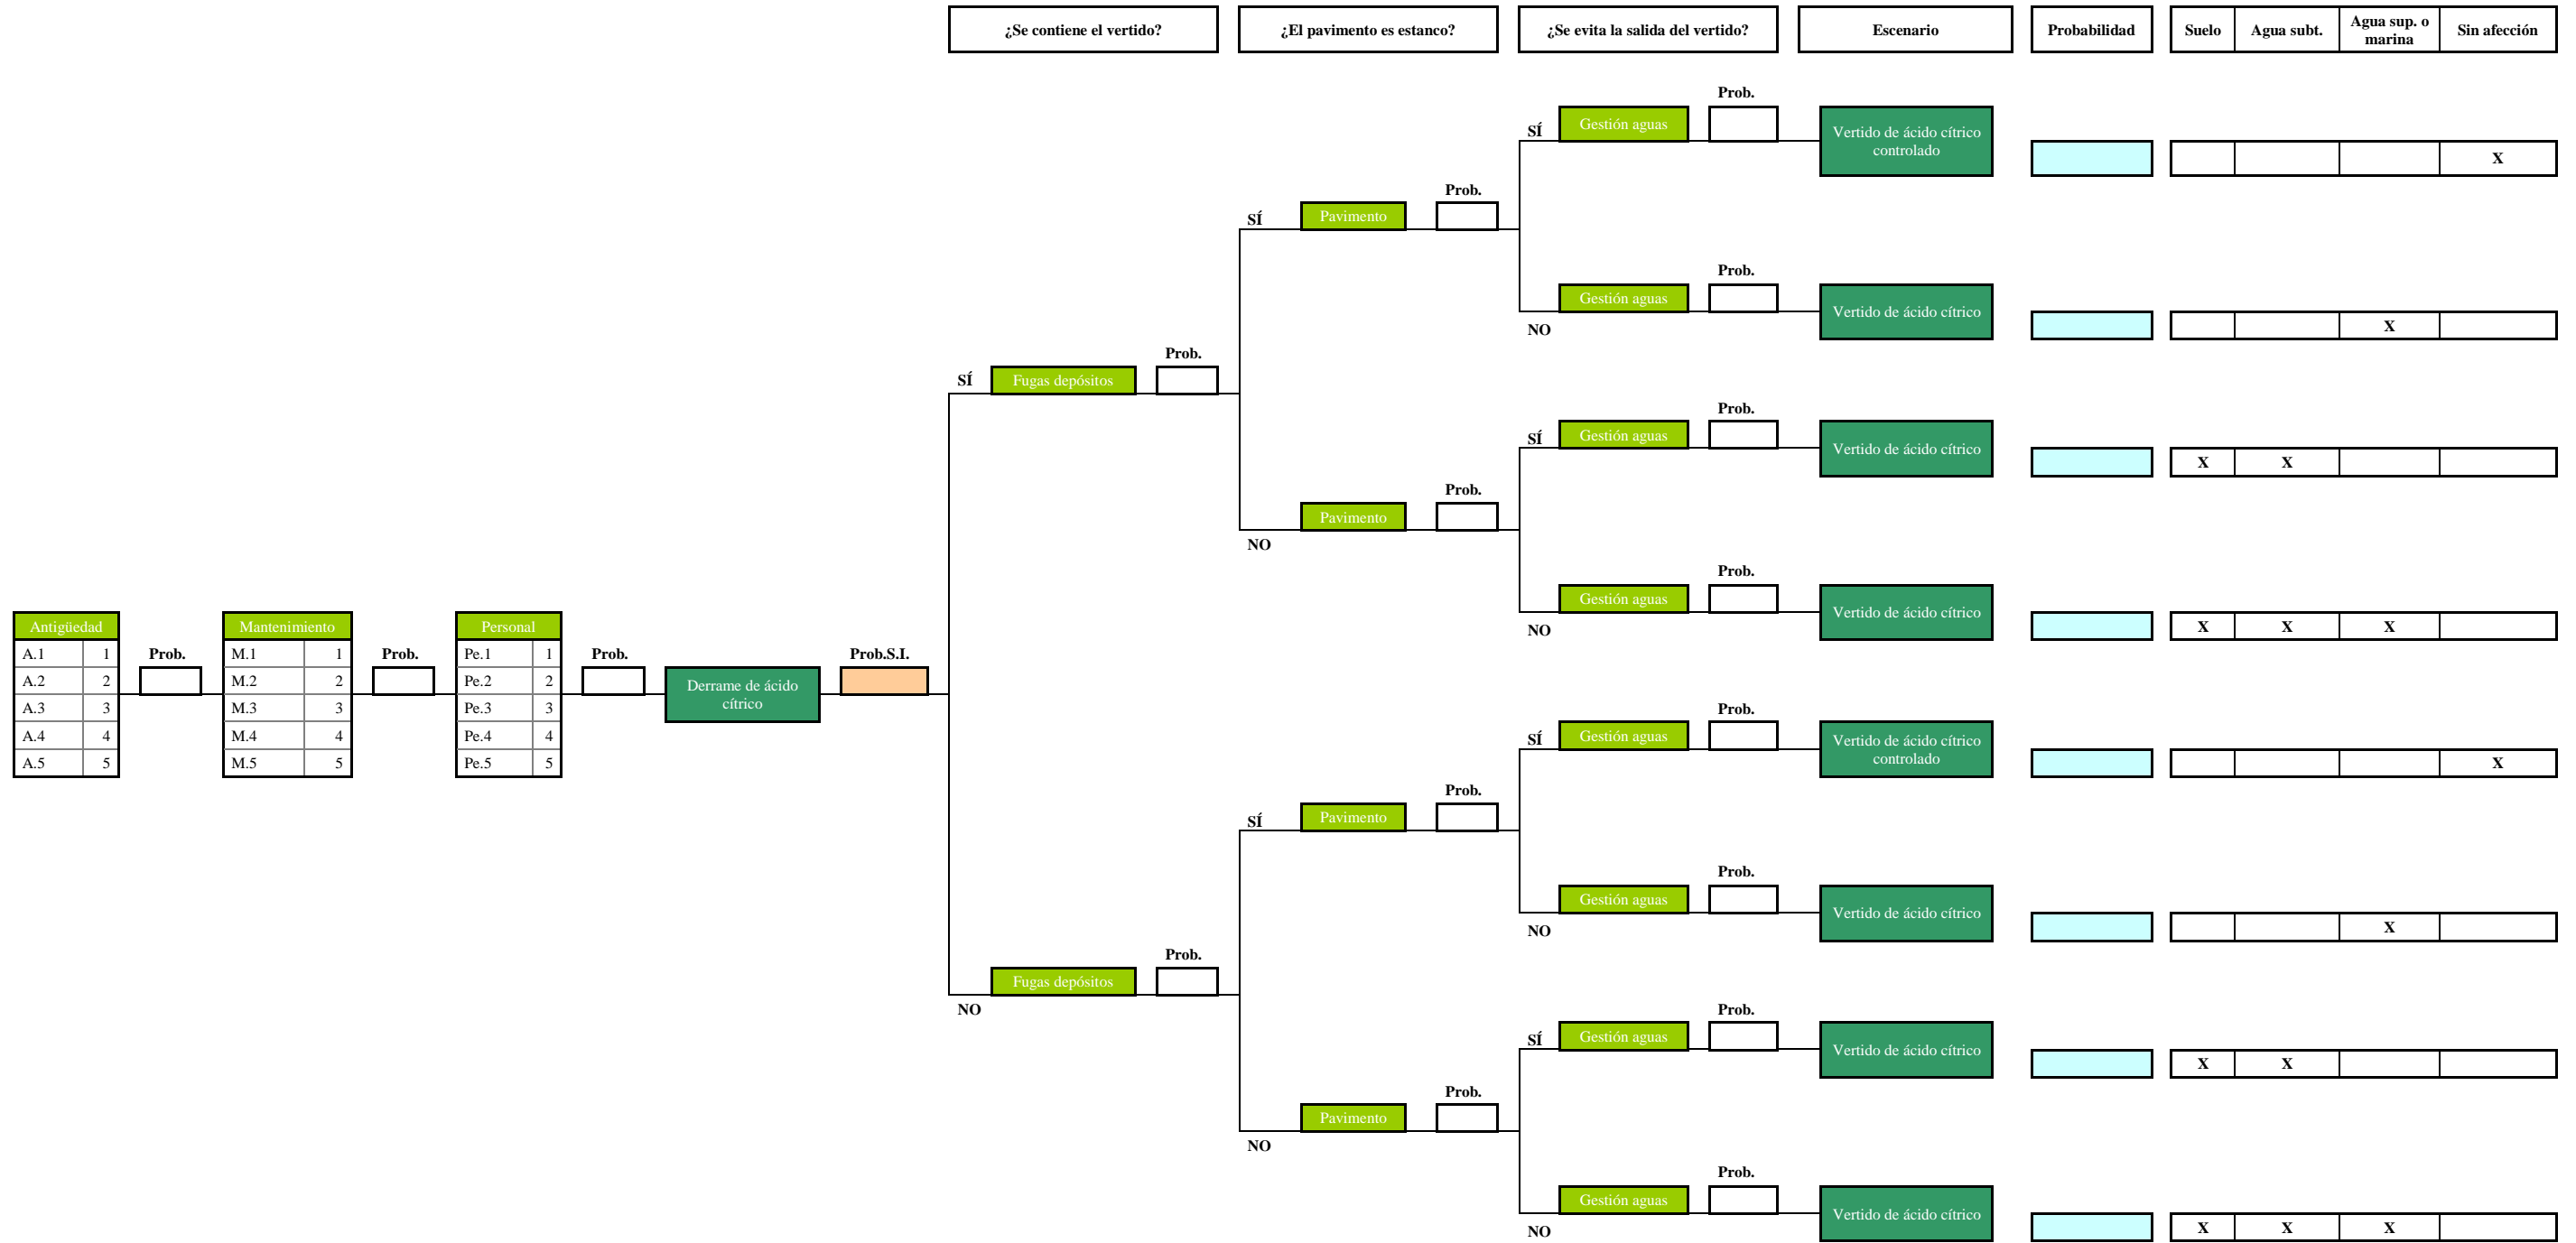 ¿Se contiene el vertido?
¿El pavimento es estanco?
¿Se evita la salida del vertido?
Escenario
Probabilidad
Suelo
Agua subt.
Agua sup. o
marina
Sin afección
Prob.
SÍ
Gestión aguas
Vertido de ácido cítrico
controlado
X
Prob.
SÍ
Pavimento
Prob.
Gestión aguas
Vertido de ácido cítrico
NO
X
Prob.
SÍ
Fugas depósitos
Prob.
SÍ
Gestión aguas
Vertido de ácido cítrico
X
X
Prob.
Pavimento
NO
Prob.
Gestión aguas
Vertido de ácido cítrico
NO
X
X
X
Antigüedad
A.1 1
A.2 2
A.3 3
A.4 4
A.5 5
Prob.
Mantenimiento
M.1 1
M.2 2
M.3 3
M.4 4
M.5 5
Prob.
Personal
Pe.1 1
Pe.2 2
Pe.3 3
Pe.4 4
Pe.5 5
Prob.
Derrame de ácido
cítrico
Prob.S.I.
Prob.
SÍ
Gestión aguas
Vertido de ácido cítrico
controlado
X
Prob.
SÍ
Pavimento
Prob.
Gestión aguas
Vertido de ácido cítrico
NO
X
Prob.
Fugas depósitos
NO
Prob.
SÍ
Gestión aguas
Vertido de ácido cítrico
X
X
Prob.
Pavimento
NO
Prob.
Gestión aguas
Vertido de ácido cítrico
NO
X
X
X